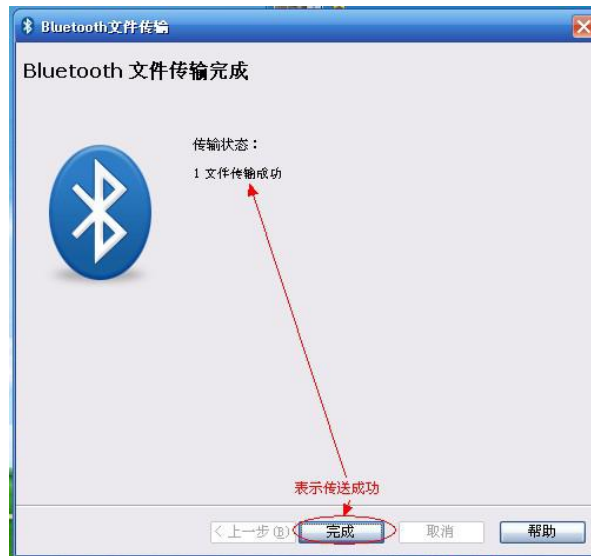 Bluetooth文件传输
Bluetooth 文件传输完成
传输状态：
1 文件传输成功
表示传送成功
< 上一步(B)
完成
取消
帮助